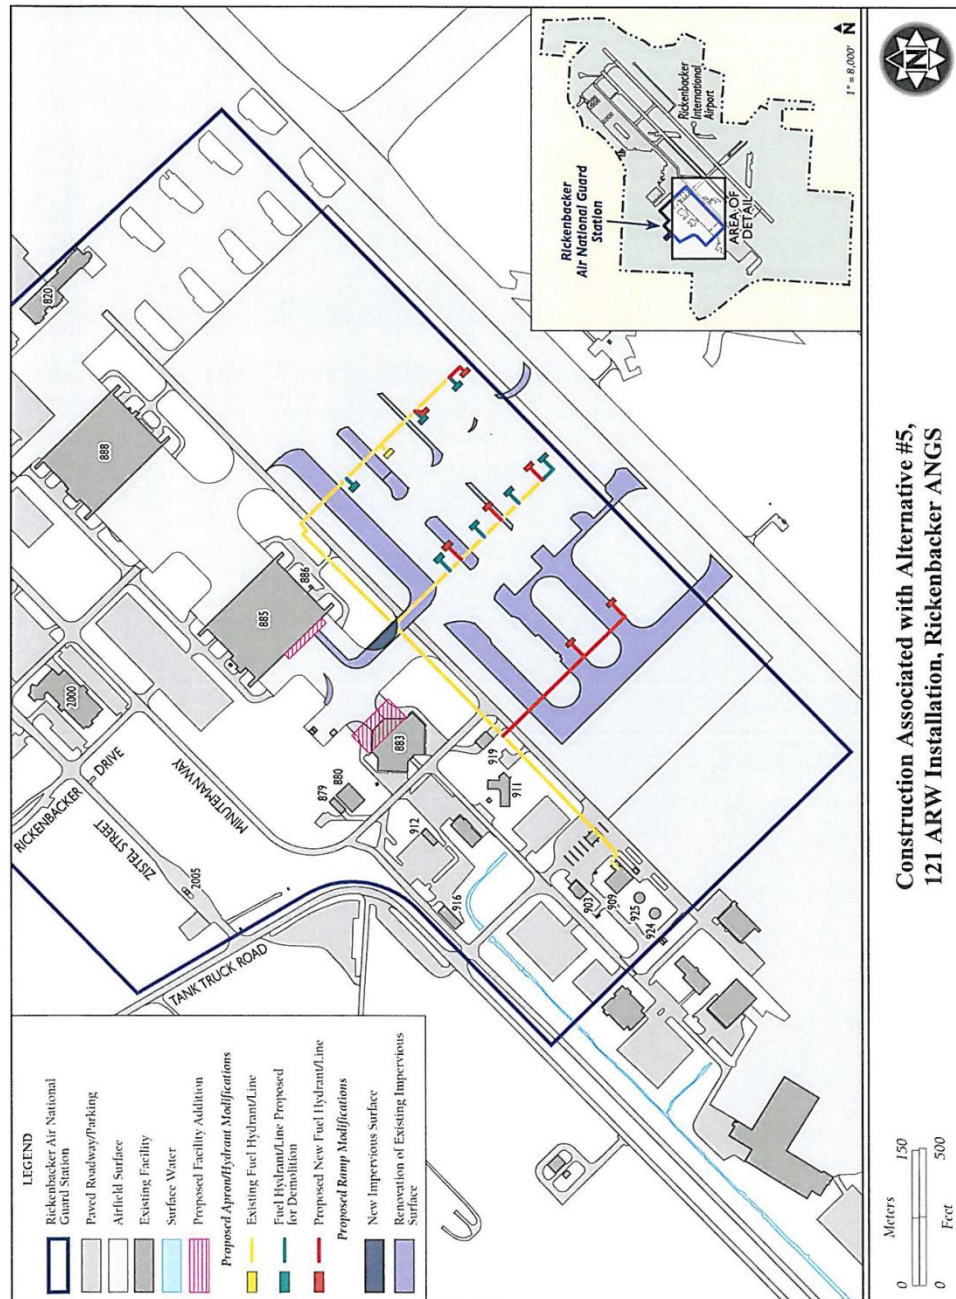 LEGEND
Rickenbacker Air National
Guard Station
Paved Roadway/Parking
Airfield Surface
Existing Facility
Surface Water
Proposed Facility Addition
Proposed Apron/Hydrant Modifications
Existing Fuel Hydrant/Line
Fuel Hydrant/Line Proposed
for Demolition
Proposed New Fuel Hydrant/Line
Proposed Ramp Modifications
New Impervious Surface
Renovation of Existing Impervious
Surface
RICKENBACKER
DRIVE
ZISTEL STREET
MINUTEMAN WAY
TANK TRUCK ROAD
820
888
2000
885
886
2005
879
880
883
912
916
919
911
903
909
925
924
Rickenbacker
Air National Guard
Station
Rickenbacker
International
Airport
AREA OF
DETAIL
N
1" = 8,000'
N
Meters
0
150
0
500
Feet
Construction Associated with Alternative #5,
121 ARW Installation, Rickenbacker ANGS